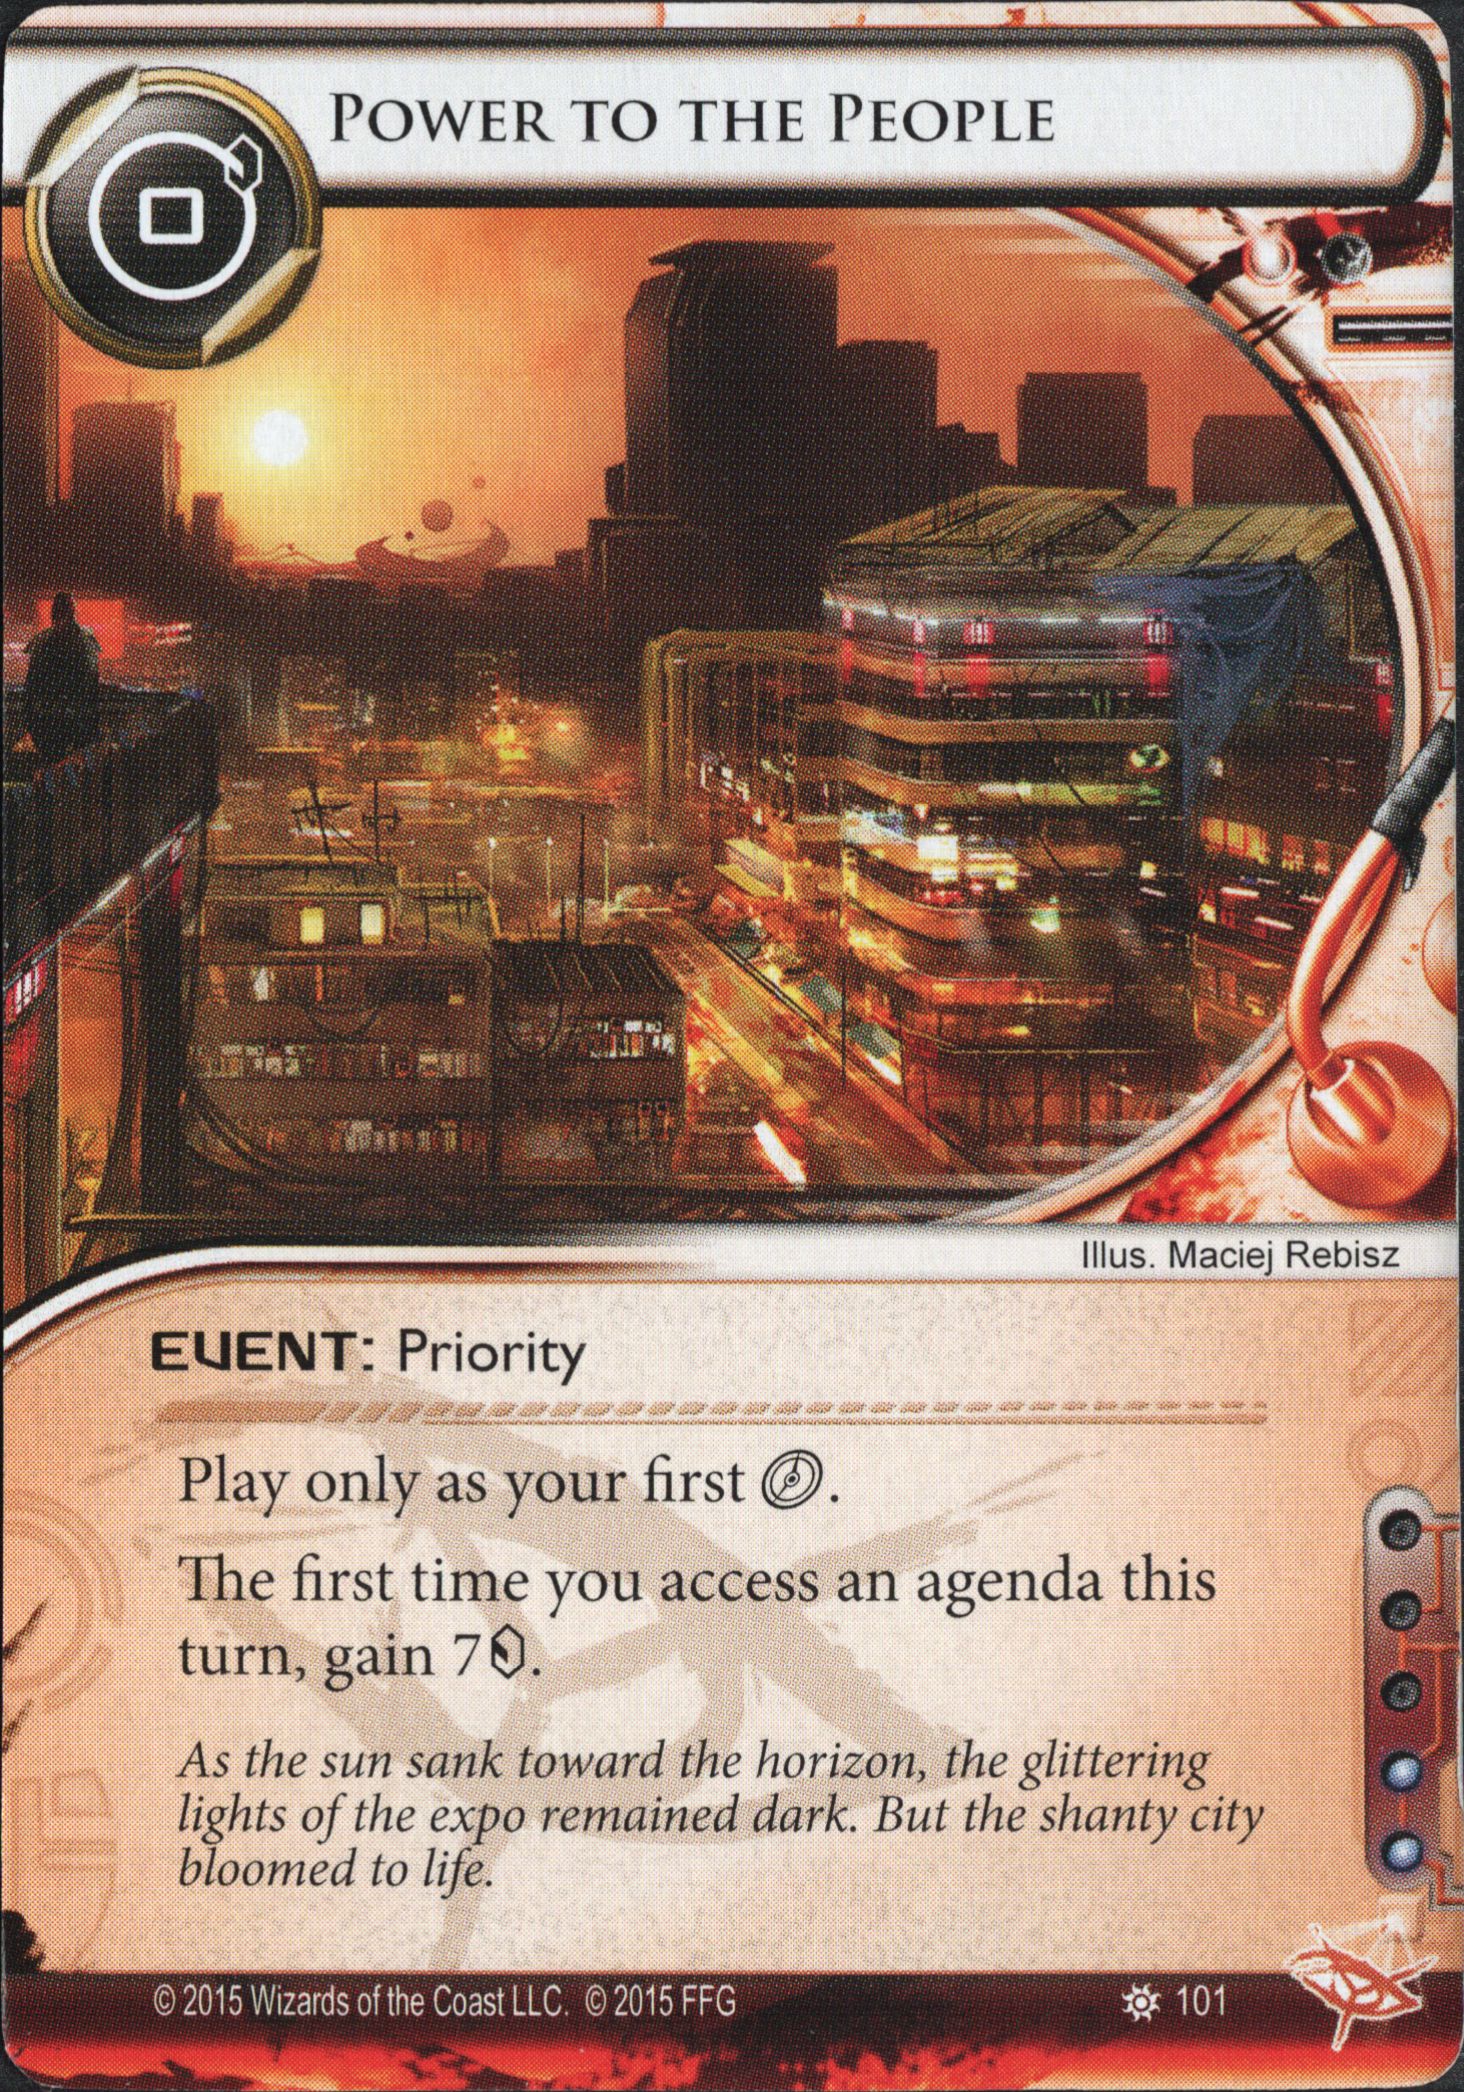 0
POWER TO THE PEOPLE
Illus. Maciej Rebisz
EVENT: Priority
Play only as your first .
The first time you access an agenda this
turn, gain 7.
As the sun sank toward the horizon, the glittering
lights of the expo remained dark. But the shanty city
bloomed to life.
© 2015 Wizards of the Coast LLC. © 2015 FFG
101